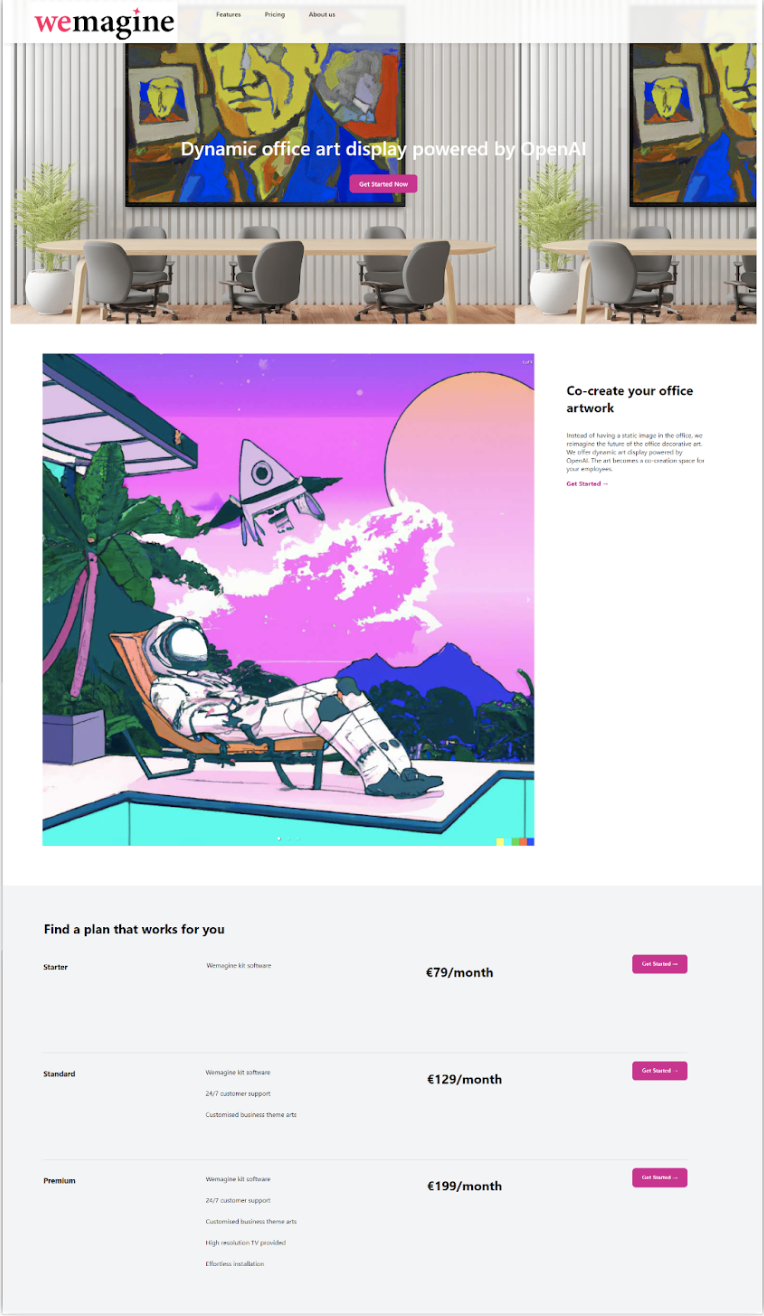 wemagine
Features Pricing About us
Dynamic office art display powered by OpenAI
Get Started Now
Co-create your office
artwork
Instead of having a static image in the office, we
reimagine the future of the office decorative art.
We offer dynamic art display powered by
OpenAI. The art becomes a co-creation space for
your employees.
Get Started →
Find a plan that works for you
Starter
Wemagine kit software
€79/month
Get Started →
Standard
Wemagine kit software
24/7 customer support
Customised business theme arts
€129/month
Get Started →
Premium
Wemagine kit software
24/7 customer support
Customised business theme arts
High resolution TV provided
Effortless installation
€199/month
Get Started →